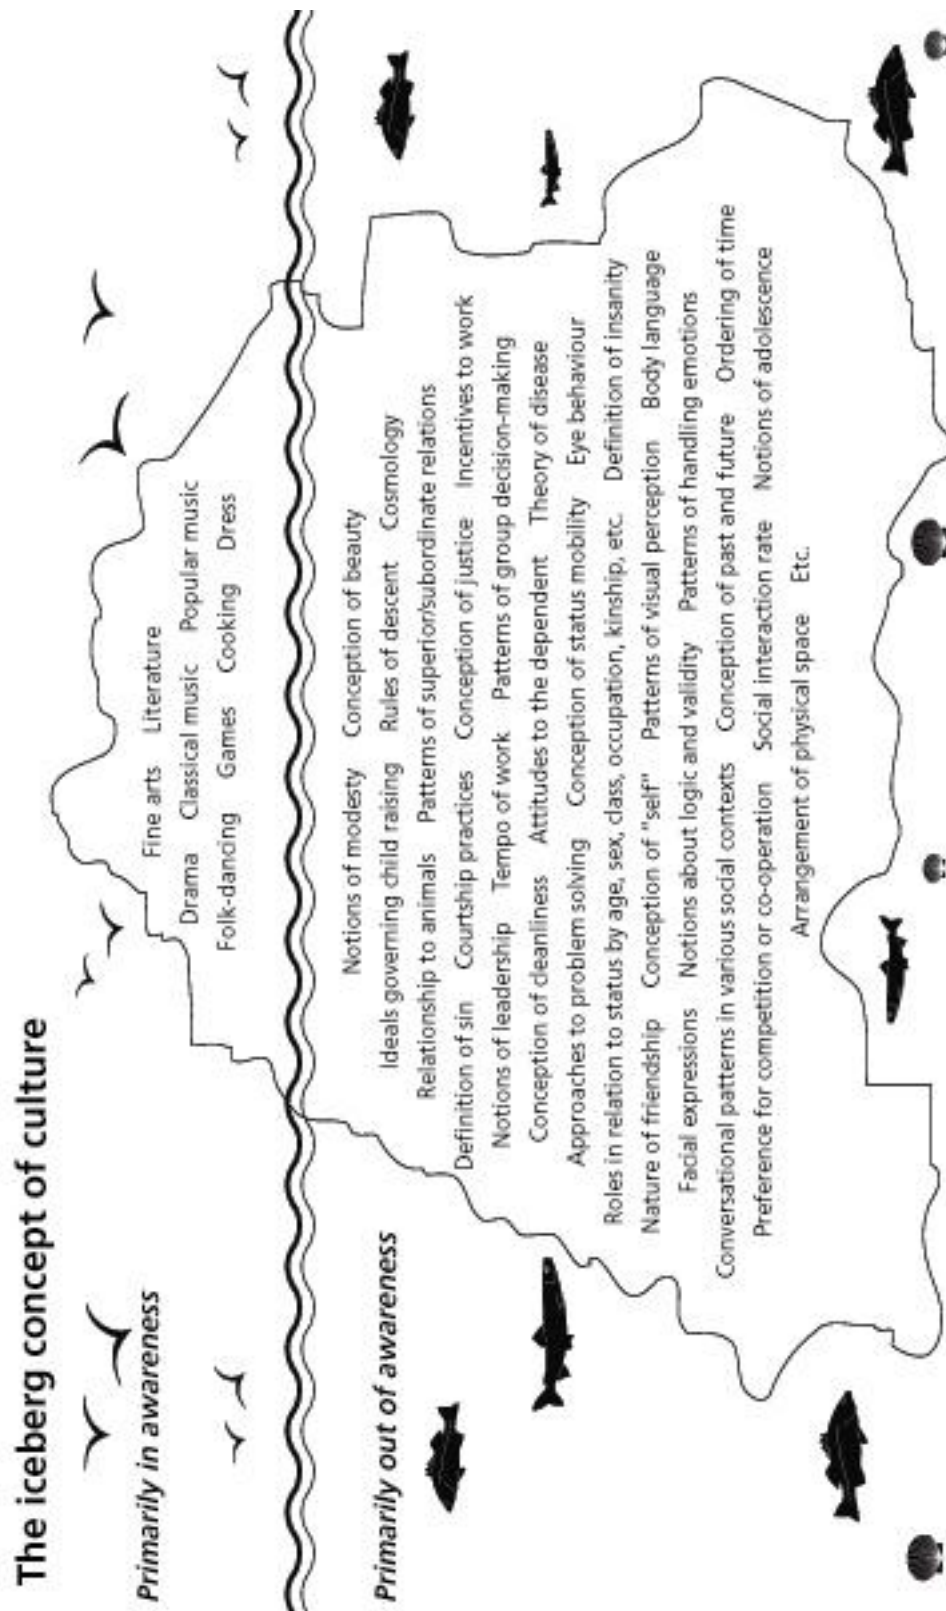 The iceberg concept of culture
Primarily in awareness
Fine arts Literature
Drama Classical music Popular music
Folk-dancing Games Cooking Dress
Primarily out of awareness
Notions of modesty Conception of beauty
Ideals governing child raising Rules of descent Cosmology
Relationship to animals Patterns of superior/subordinate relations
Definition of sin Courtship practices Conception of justice Incentives to work
Notions of leadership Tempo of work Patterns of group decision-making
Conception of cleanliness Attitudes to the dependent Theory of disease
Approaches to problem solving Conception of status mobility Eye behaviour
Roles in relation to status by age, sex, class, occupation, kinship, etc. Definition of insanity
Nature of friendship Conception of "self" Patterns of visual perception Body language
Facial expressions Notions about logic and validity Patterns of handling emotions
Conversational patterns in various social contexts Conception of past and future Ordering of time
Preference for competition or co-operation Social interaction rate Notions of adolescence
Arrangement of physical space Etc.